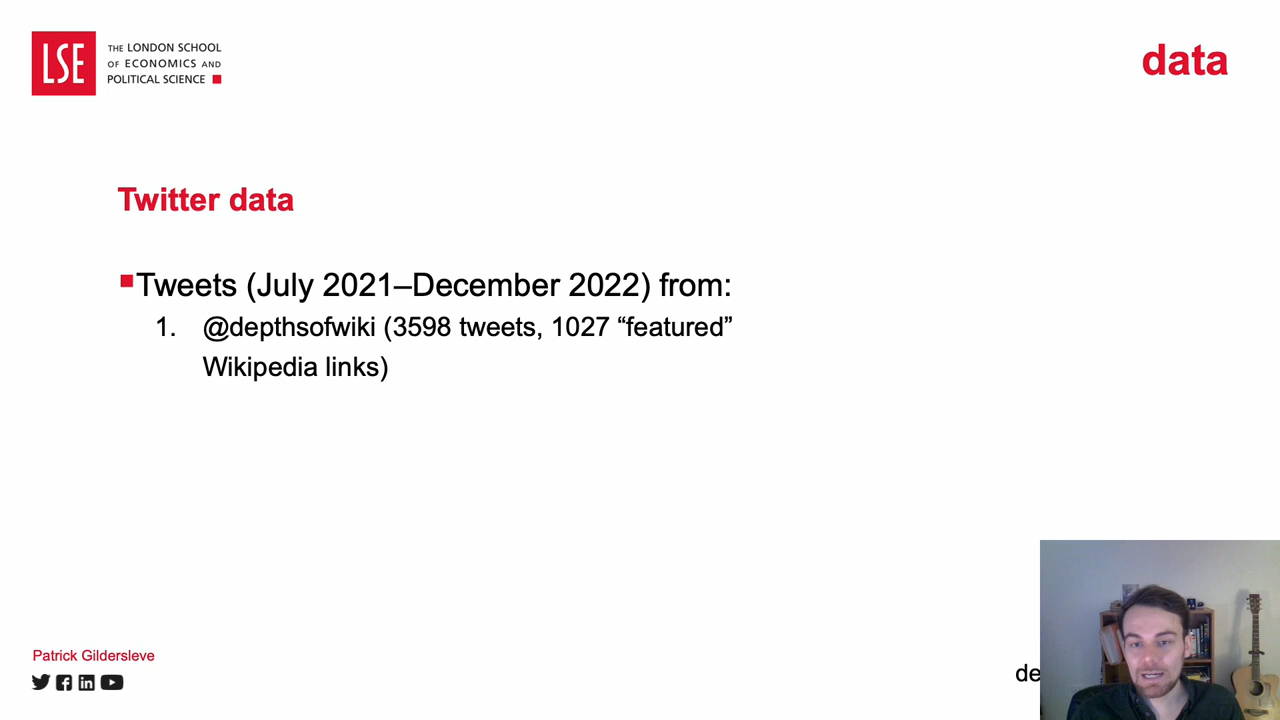 LSE
THE LONDON SCHOOL
OF ECONOMICS AND
POLITICAL SCIENCE
data
Twitter data
Tweets (July 2021–December 2022) from:
1. @depthsofwiki (3598 tweets, 1027 “featured”
Wikipedia links)
Patrick Gildersleve